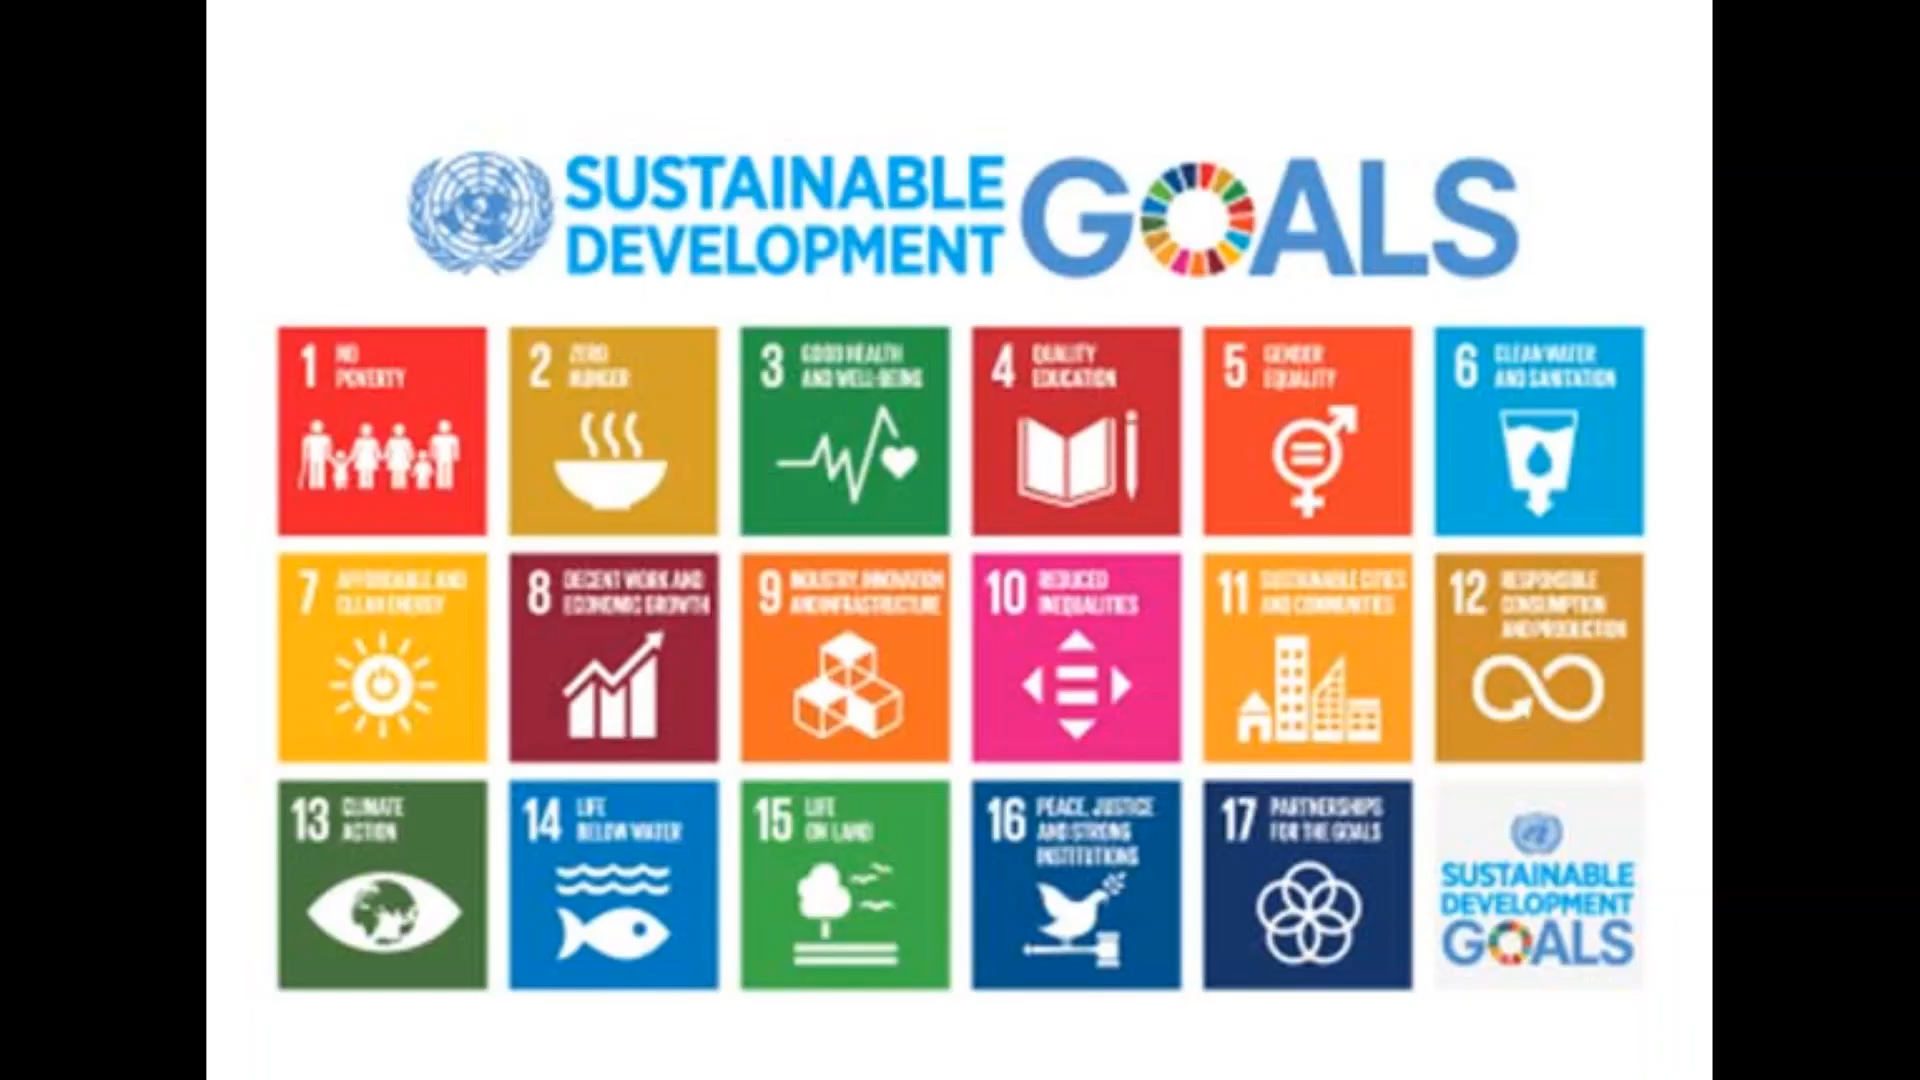 SUSTAINABLE
DEVELOPMENT
GOALS
1 NO
POVERTY
2 ZERO
HUNGER
3 GOOD HEALTH
AND WELL-BEING
4 QUALITY
EDUCATION
5 GENDER
EQUALITY
6 CLEAN WATER
AND SANITATION
7 AFFORDABLE AND
CLEAN ENERGY
8 DECENT WORK AND
ECONOMIC GROWTH
9 INDUSTRY, INNOVATION
AND INFRASTRUCTURE
10 REDUCED
INEQUALITIES
11 SUSTAINABLE CITIES
AND COMMUNITIES
12 RESPONSIBLE
CONSUMPTION
AND PRODUCTION
13 CLIMATE
ACTION
14 LIFE
BELOW WATER
15 LIFE
ON LAND
16 PEACE, JUSTICE
AND STRONG
INSTITUTIONS
17 PARTNERSHIPS
FOR THE GOALS
SUSTAINABLE
DEVELOPMENT
GOALS